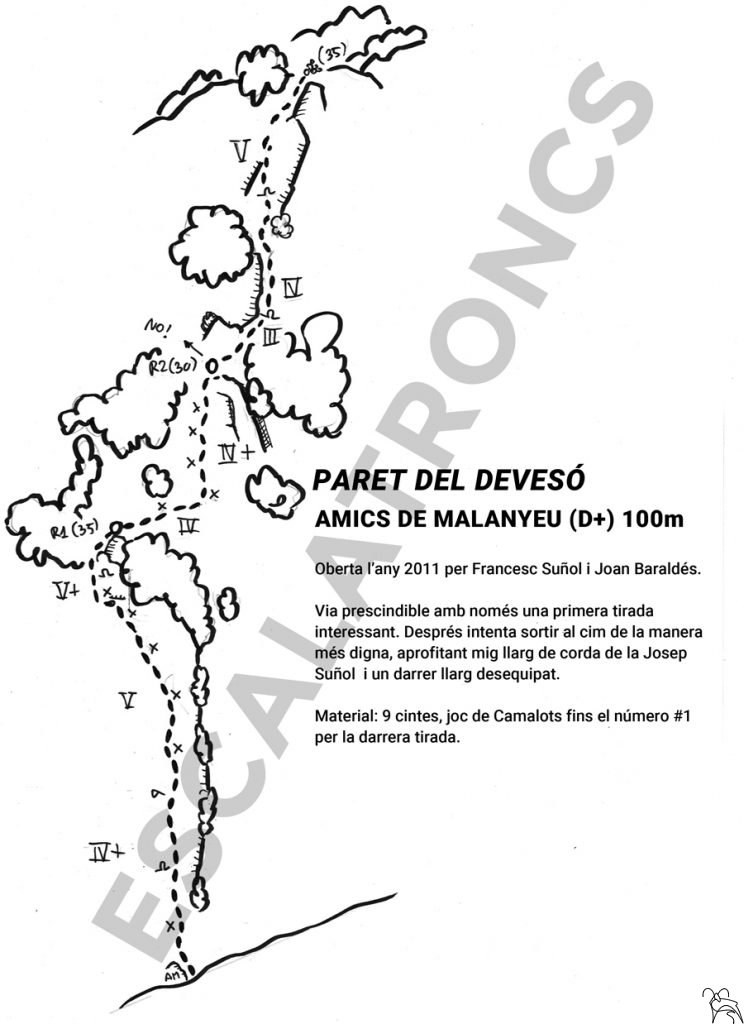 (35)
V
IV
NO!
III
R2(30)
IV+
PARET DEL DEVESÓ
AMICS DE MALANYEU (D+) 100m
R1(35)
IV
V+
Oberta l'any 2011 per Francesc Suñol i Joan Baraldés.
Via prescindible amb només una primera tirada
interessant. Després intenta sortir al cim de la manera
més digna, aprofitant mig llarg de corda de la Josep
Suñol i un darrer llarg desequipat.
V
Material: 9 cintes, joc de Camalots fins el número #1
per la darrera tirada.
IV+
AM
ESCALATRONCS